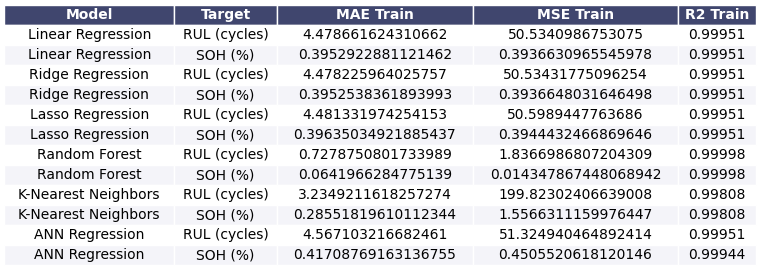 Model Target MAE Train MSE Train R2 Train
Linear Regression RUL (cycles) 4.478661624310662 50.5340986753075 0.99951
Linear Regression SOH (%) 0.3952922881121462 0.3936630965545978 0.99951
Ridge Regression RUL (cycles) 4.478225964025757 50.53431775096254 0.99951
Ridge Regression SOH (%) 0.3952538361893993 0.3936648031646498 0.99951
Lasso Regression RUL (cycles) 4.481331974254153 50.5989447763686 0.99951
Lasso Regression SOH (%) 0.39635034921885437 0.3944432466869646 0.99951
Random Forest RUL (cycles) 0.7278750801733989 1.8366986807204309 0.99998
Random Forest SOH (%) 0.0641966284775139 0.014347867448068942 0.99998
K-Nearest Neighbors RUL (cycles) 3.2349211618257274 199.82302406639008 0.99808
K-Nearest Neighbors SOH (%) 0.28551819610112344 1.5566311159976447 0.99808
ANN Regression RUL (cycles) 4.567103216682461 51.324940464892414 0.99951
ANN Regression SOH (%) 0.41708769163136755 0.4505520618120146 0.99944